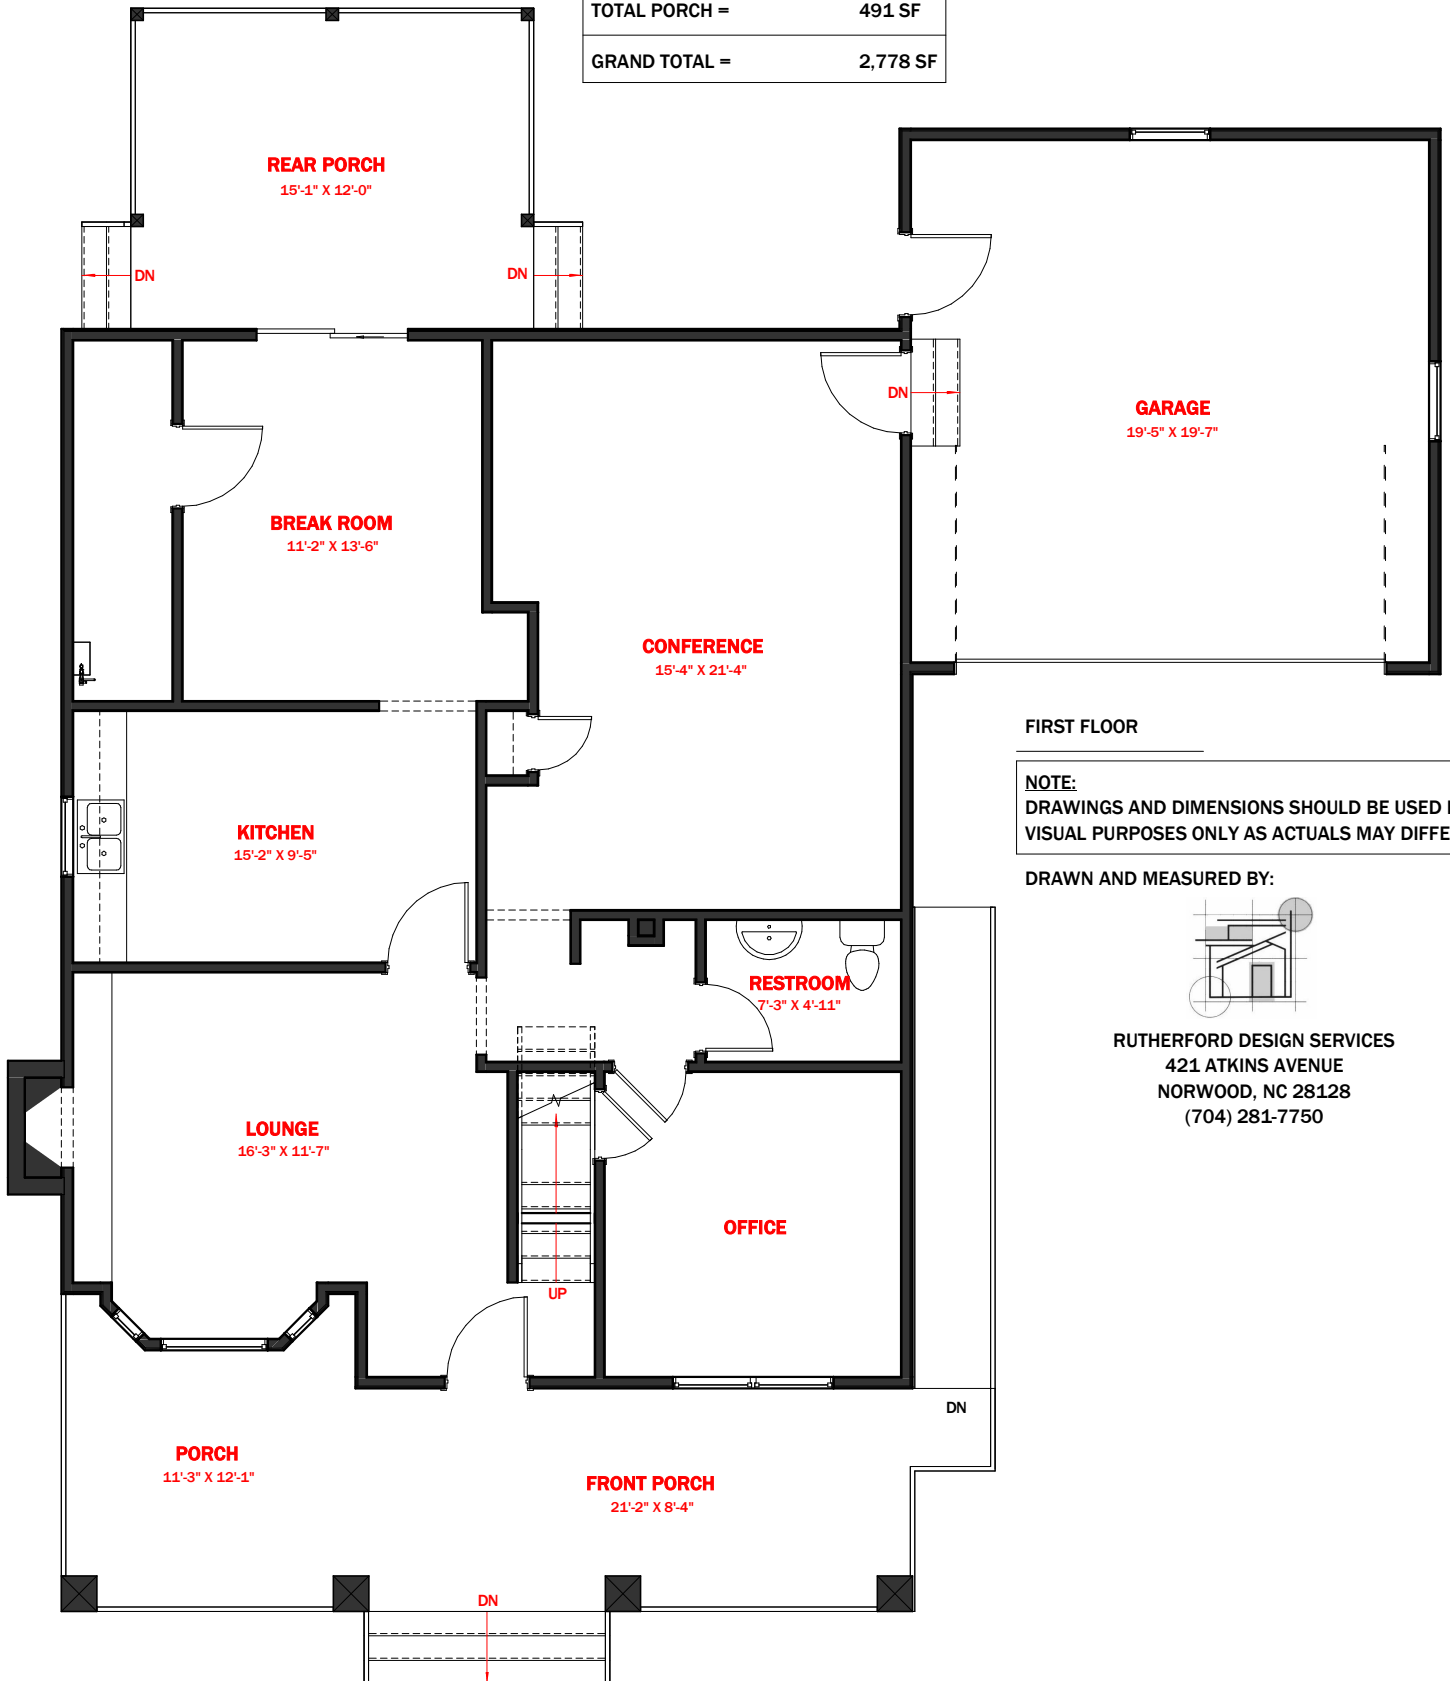 TOTAL PORCH = 491 SF
GRAND TOTAL = 2,778 SF
REAR PORCH
15'-1" X 12'-0"
DN
DN
DN
GARAGE
19'-5" X 19'-7"
BREAK ROOM
11'-2" X 13'-6"
CONFERENCE
15'-4" X 21'-4"
FIRST FLOOR
NOTE:
DRAWINGS AND DIMENSIONS SHOULD BE USED
VISUAL PURPOSES ONLY AS ACTUALS MAY DIFFE
KITCHEN
15'-2" X 9'-5"
DRAWN AND MEASURED BY:
RESTROOM
7'-3" X 4'-11"
RUTHERFORD DESIGN SERVICES
421 ATKINS AVENUE
NORWOOD, NC 28128
(704) 281-7750
LOUNGE
16'-3" X 11'-7"
OFFICE
UP
DN
PORCH
11'-3" X 12'-1"
FRONT PORCH
21'-2" X 8'-4"
DN